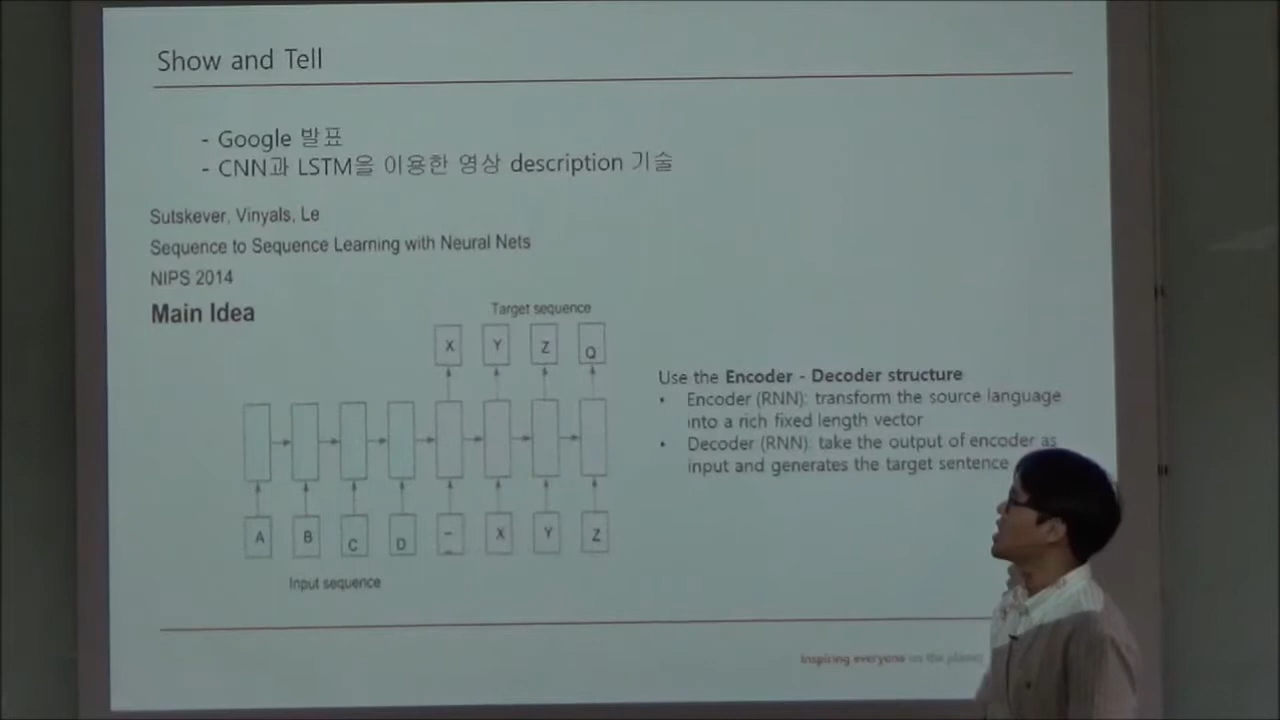 Show and Tell
- Google 발표
- CNN과 LSTM을 이용한 영상 description 기술
Sutskever, Vinyals, Le
Sequence to Sequence Learning with Neural Nets
NIPS 2014
Main Idea
Target sequence
X Y Z Q
A B C D - X Y Z
Input sequence
Use the Encoder - Decoder structure
• Encoder (RNN): transform the source language
into a rich fixed length vector
• Decoder (RNN): take the output of encoder as
input and generates the target sentence
Inspiring everyone on the planet